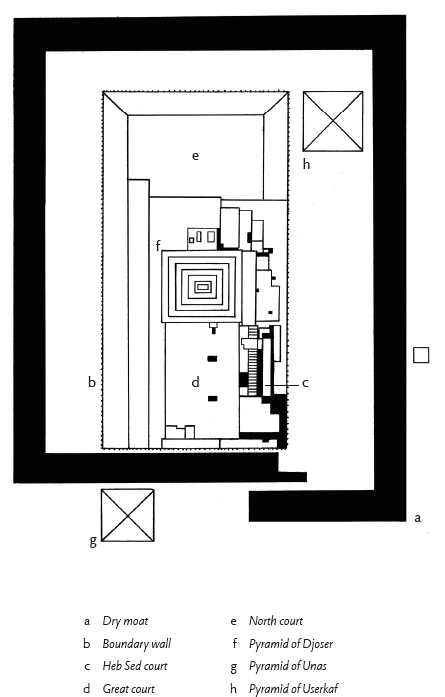 e
h
f
b
d
c
a
g
a Dry moat
b Boundary wall
c Heb Sed court
d Great court
e North court
f Pyramid of Djoser
g Pyramid of Unas
h Pyramid of Userkaf